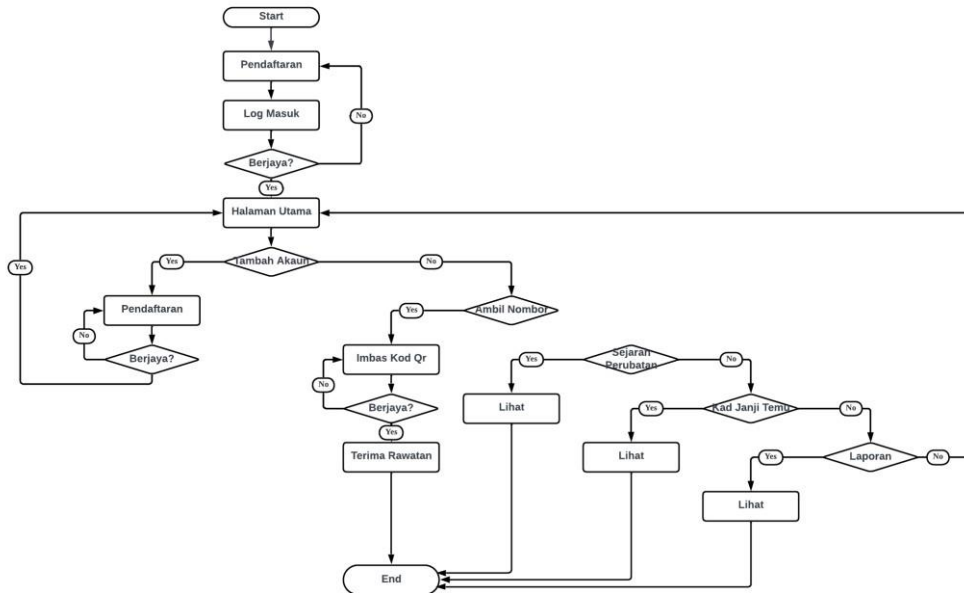 Start
Pendaftaran
Log Masuk
No
Berjaya?
Yes
Halaman Utama
Yes
Tambah Akaun
Yes
No
Pendaftaran
No
Berjaya?
Ambil Nombor
Yes
Imbas Kod Qr
No
Berjaya?
Yes
Terima Rawatan
Sejarah
Perubatan
Yes
No
Lihat
Kad Janji Temu
Yes
No
Lihat
Laporan
Yes
No
Lihat
End